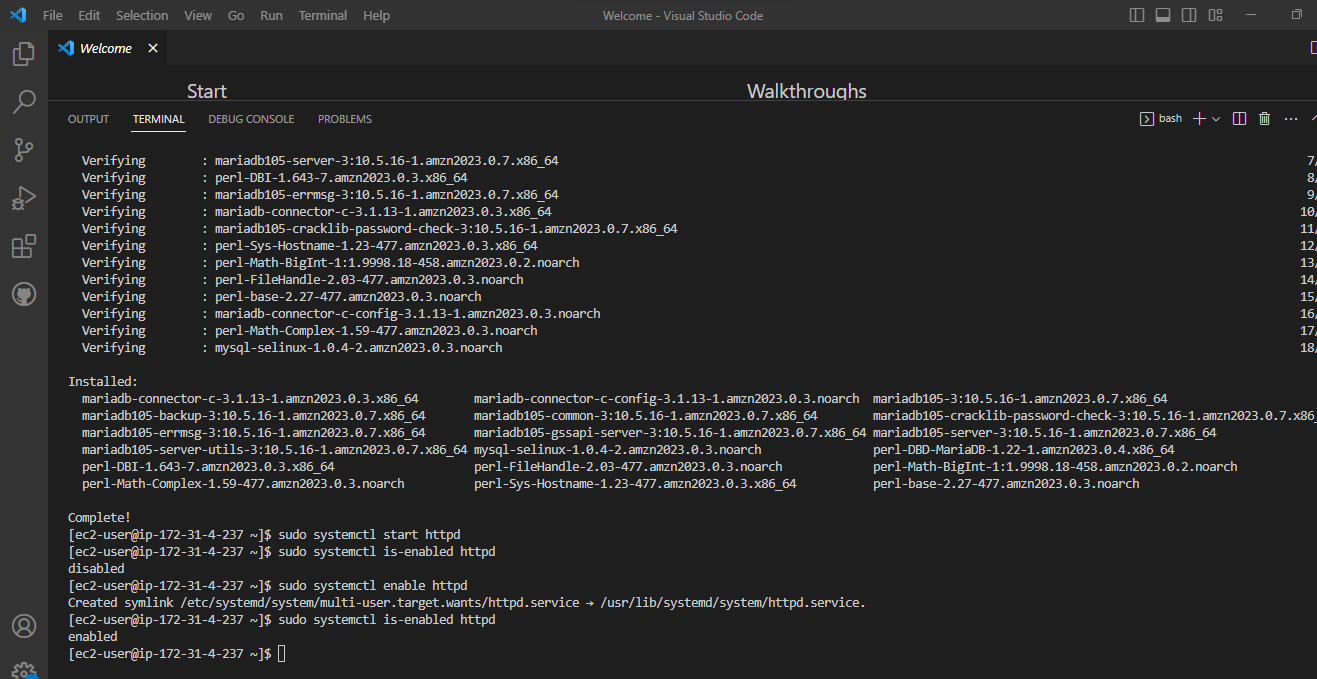 File Edit Selection View Go Run Terminal Help Welcome - Visual Studio Code
Welcome
Start Walkthroughs
OUTPUT TERMINAL DEBUG CONSOLE PROBLEMS bash
Verifying : mariadb105-server-3:10.5.16-1.amzn2023.0.7.x86_64 7/
Verifying : perl-DBI-1.643-7.amzn2023.0.3.x86_64 8/
Verifying : mariadb105-errmsg-3:10.5.16-1.amzn2023.0.7.x86_64 9/
Verifying : mariadb-connector-c-3.1.13-1.amzn2023.0.3.x86_64 10/
Verifying : mariadb105-cracklib-password-check-3:10.5.16-1.amzn2023.0.7.x86_64 11/
Verifying : perl-Sys-Hostname-1.23-477.amzn2023.0.3.x86_64 12/
Verifying : perl-Math-BigInt-1:1.9998.18-458.amzn2023.0.2.noarch 13/
Verifying : perl-FileHandle-2.03-477.amzn2023.0.3.noarch 14/
Verifying : perl-base-2.27-477.amzn2023.0.3.noarch 15/
Verifying : mariadb-connector-c-config-3.1.13-1.amzn2023.0.3.noarch 16/
Verifying : perl-Math-Complex-1.59-477.amzn2023.0.3.noarch 17/
Verifying : mysql-selinux-1.0.4-2.amzn2023.0.3.noarch 18/
Installed:
mariadb-connector-c-3.1.13-1.amzn2023.0.3.x86_64 mariadb-connector-c-config-3.1.13-1.amzn2023.0.3.noarch mariadb105-3:10.5.16-1.amzn2023.0.7.x86_64
mariadb105-backup-3:10.5.16-1.amzn2023.0.7.x86_64 mariadb105-common-3:10.5.16-1.amzn2023.0.7.x86_64 mariadb105-cracklib-password-check-3:10.5.16-1.amzn2023.0.7.x86_
mariadb105-errmsg-3:10.5.16-1.amzn2023.0.7.x86_64 mariadb105-gssapi-server-3:10.5.16-1.amzn2023.0.7.x86_64 mariadb105-server-3:10.5.16-1.amzn2023.0.7.x86_64
mariadb105-server-utils-3:10.5.16-1.amzn2023.0.7.x86_64 mysql-selinux-1.0.4-2.amzn2023.0.3.noarch perl-DBD-MariaDB-1.22-1.amzn2023.0.4.x86_64
perl-DBI-1.643-7.amzn2023.0.3.x86_64 perl-FileHandle-2.03-477.amzn2023.0.3.noarch perl-Math-BigInt-1:1.9998.18-458.amzn2023.0.2.noarch
perl-Math-Complex-1.59-477.amzn2023.0.3.noarch perl-Sys-Hostname-1.23-477.amzn2023.0.3.x86_64 perl-base-2.27-477.amzn2023.0.3.noarch
Complete!
[ec2-user@ip-172-31-4-237 ~]$ sudo systemctl start httpd
[ec2-user@ip-172-31-4-237 ~]$ sudo systemctl is-enabled httpd
disabled
[ec2-user@ip-172-31-4-237 ~]$ sudo systemctl enable httpd
Created symlink /etc/systemd/system/multi-user.target.wants/httpd.service → /usr/lib/systemd/system/httpd.service.
[ec2-user@ip-172-31-4-237 ~]$ sudo systemctl is-enabled httpd
enabled
[ec2-user@ip-172-31-4-237 ~]$